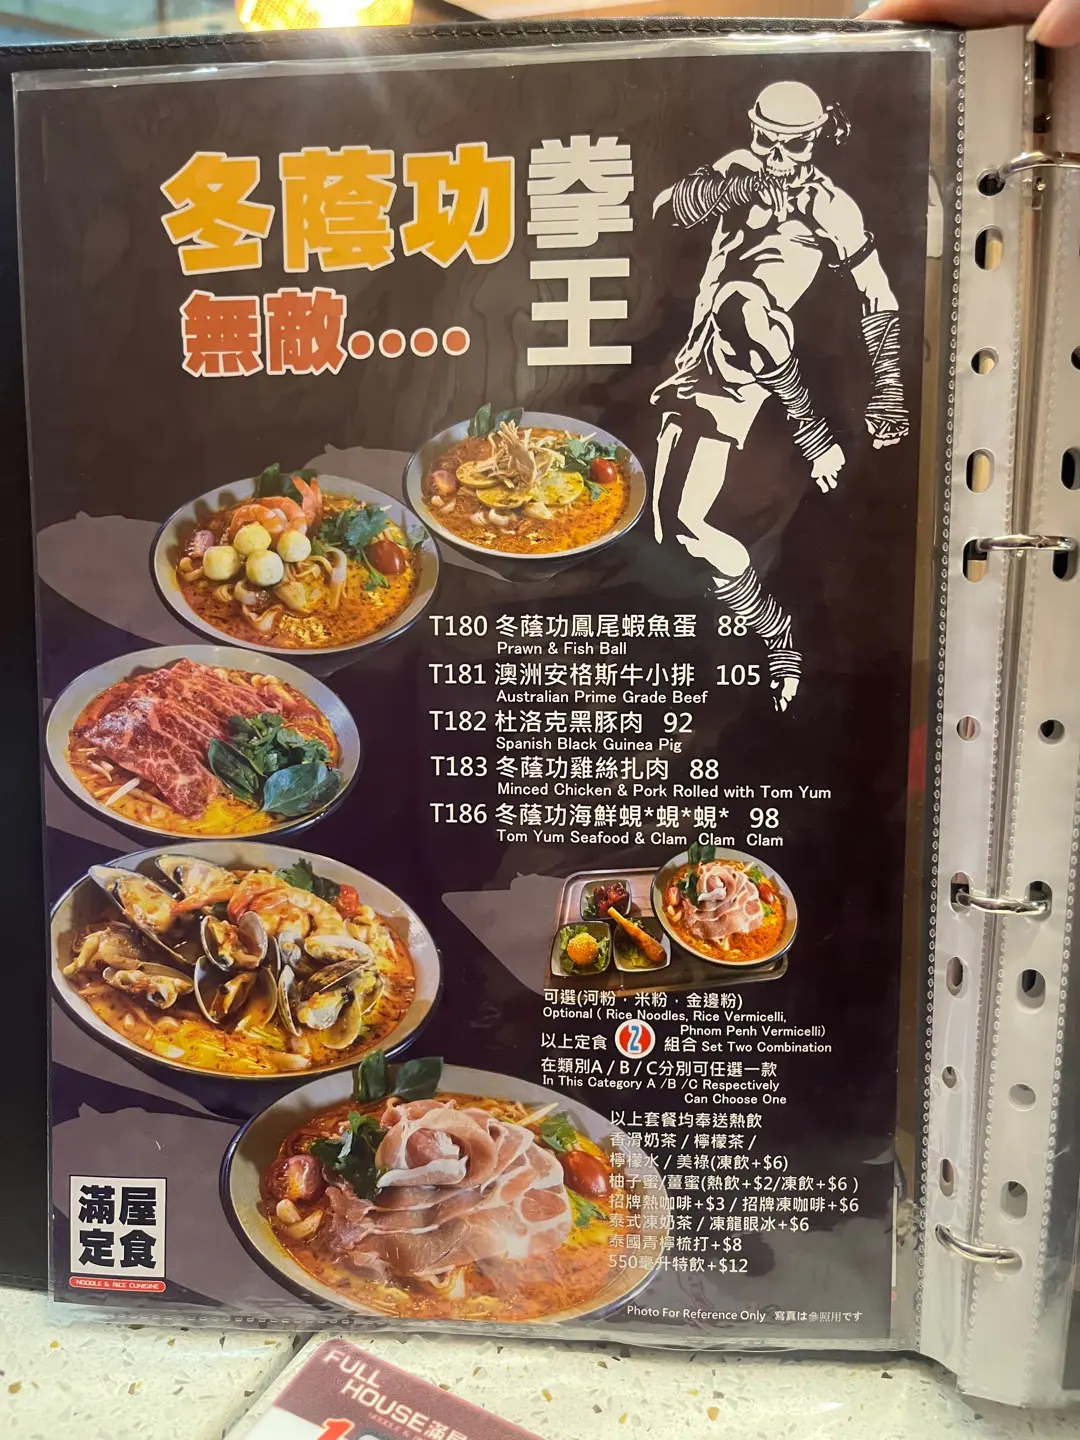 冬蔭功
拳王
無敵....
T180 冬蔭功鳳尾蝦魚蛋 88
Prawn & Fish Ball
T181 澳洲安格斯牛小排 105
Australian Prime Grade Beef
T182 杜洛克黑豚肉 92
Spanish Black Guinea Pig
T183 冬蔭功雞絲扎肉 88
Minced Chicken & Pork Rolled with Tom Yum
T186 冬蔭功海鮮蜆*蜆*蜆* 98
Tom Yum Seafood & Clam Clam Clam
可選(河粉．米粉．金邊粉)
Optional ( Rice Noodles, Rice Vermicelli,
Phnom Penh Vermicelli)
以上定食 2 組合 Set Two Combination
在類別A / B / C分別可任選一款
In This Category A /B /C Respectively
Can Choose One
以上套餐均奉送熱飲
香滑奶茶 / 檸檬茶 /
檸檬水 / 美祿(凍飲+$6)
柚子蜜/薑蜜(熱飲+$2/凍飲+$6 )
招牌熱咖啡+$3 / 招牌凍咖啡+$6
泰式凍奶茶 / 凍龍眼冰+$6
泰國青檸梳打+$8
550毫升特飲+$12
滿屋
定食
NOODLE & RICE CUISINE
Photo For Reference Only 寫真は参照用です
FULL
HOUSE 滿屋